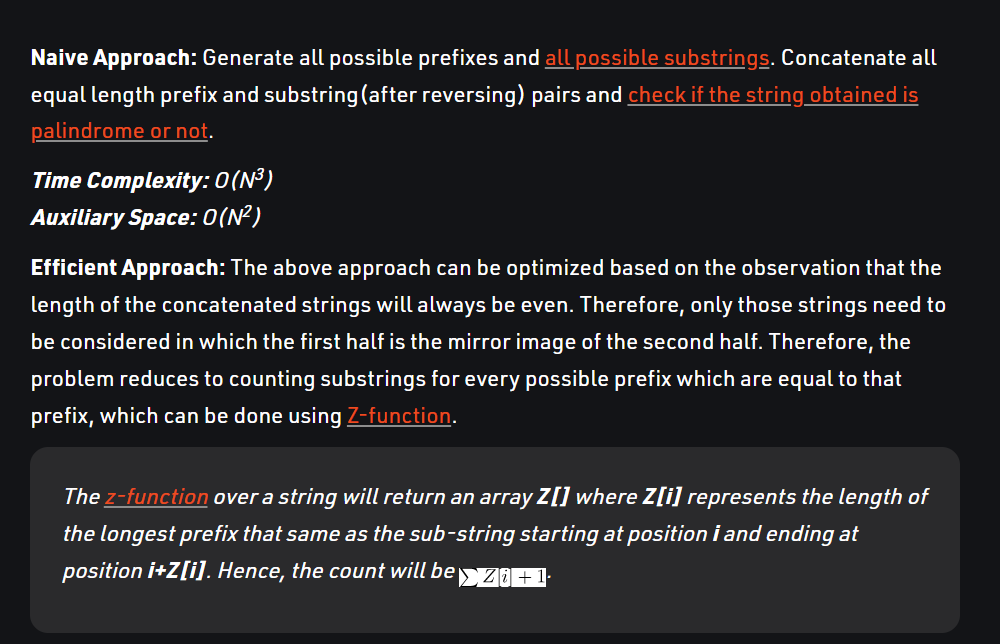 Naive Approach: Generate all possible prefixes and all possible substrings. Concatenate all
equal length prefix and substring(after reversing) pairs and check if the string obtained is
palindrome or not.
Time Complexity: O(N³)
Auxiliary Space: O(N²)
Efficient Approach: The above approach can be optimized based on the observation that the
length of the concatenated strings will always be even. Therefore, only those strings need to
be considered in which the first half is the mirror image of the second half. Therefore, the
problem reduces to counting substrings for every possible prefix which are equal to that
prefix, which can be done using Z-function.
The z-function over a string will return an array Z[] where Z[i] represents the length of
the longest prefix that same as the sub-string starting at position i and ending at
position i+Z[i]. Hence, the count will be ∑Z[i]+1.